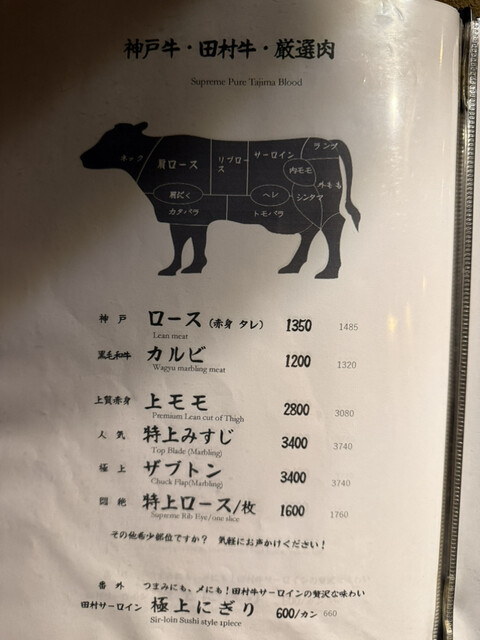 神戸牛・田村牛・厳選肉
Supreme Pure Tajima Blood
ネック
肩ロース
リブロース
サーロイン
ランプ
内モモ
外モモ
肩にく
ヘレ
シンタマ
カタバラ
トモバラ
神戸 ロース (赤身 タレ) 1350 1485
Lean meat
黒毛和牛 カルビ 1200 1320
Wagyu marbling meat
上質赤身 上モモ 2800 3080
Premium Lean cut of Thigh
人気 特上みすじ 3400 3740
Top Blade (Marbling)
極上 ザブトン 3400 3740
Chuck Flap(Marbling)
悶絶 特上ロース/枚 1600 1760
Supreme Rib Eye/one slice
その他希少部位ですか? 気軽にお声かけください!
番外 つまみにも、〆にも!田村牛サーロインの贅沢な味わい
田村サーロイン 極上にぎり 600/カン 660
Sir-loin Sushi style 1piece